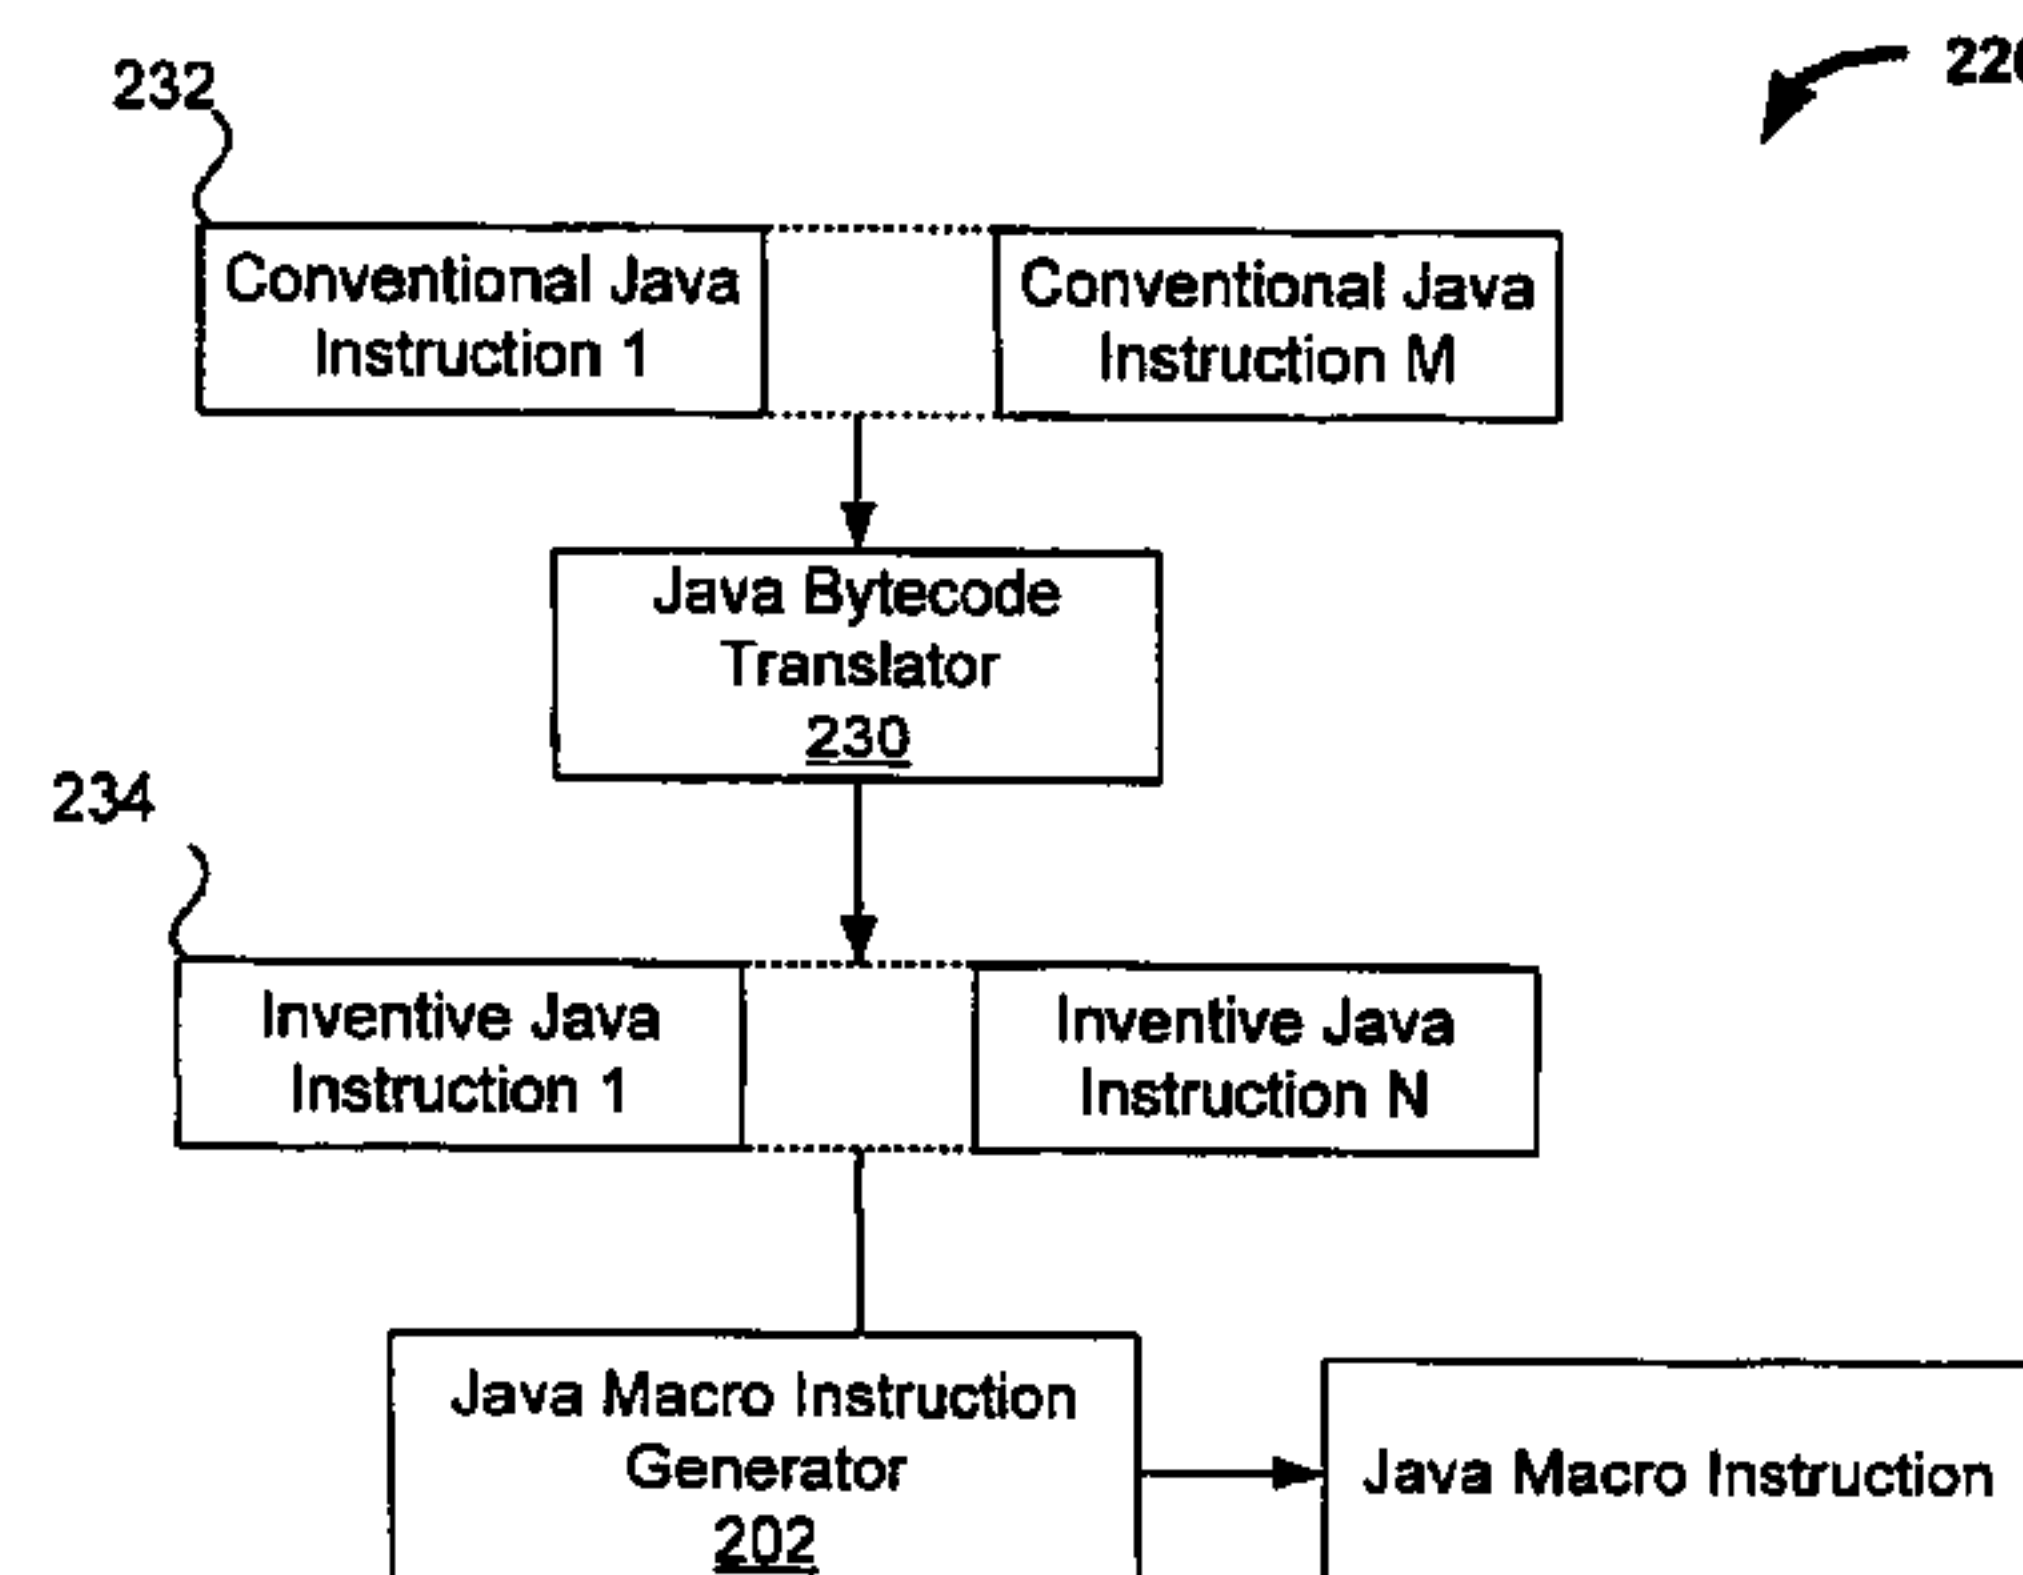 232
Conventional Java
Instruction 1
Conventional Java
Instruction M
Java Bytecode
Translator
230
234
Inventive Java
Instruction 1
Inventive Java
Instruction N
Java Macro Instruction
Generator
202
Java Macro Instruction